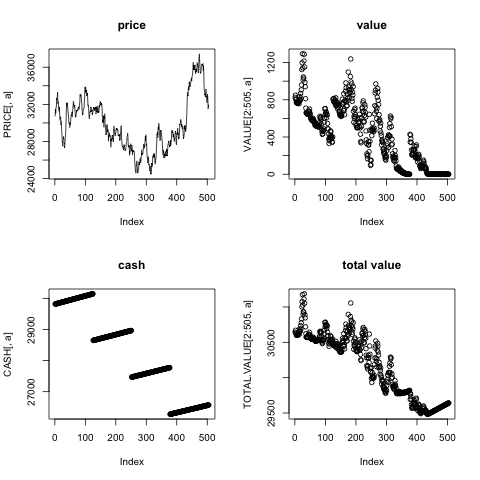 price
PRICE[, a]
24000 28000 32000 36000
0 100 200 300 400 500
Index
value
VALUE[2:505, a]
0 400 800 1200
0 100 200 300 400 500
Index
cash
CASH[, a]
27000 29000
0 100 200 300 400 500
Index
total value
TOTAL.VALUE[2:505, a]
29500 30500
0 100 200 300 400 500
Index